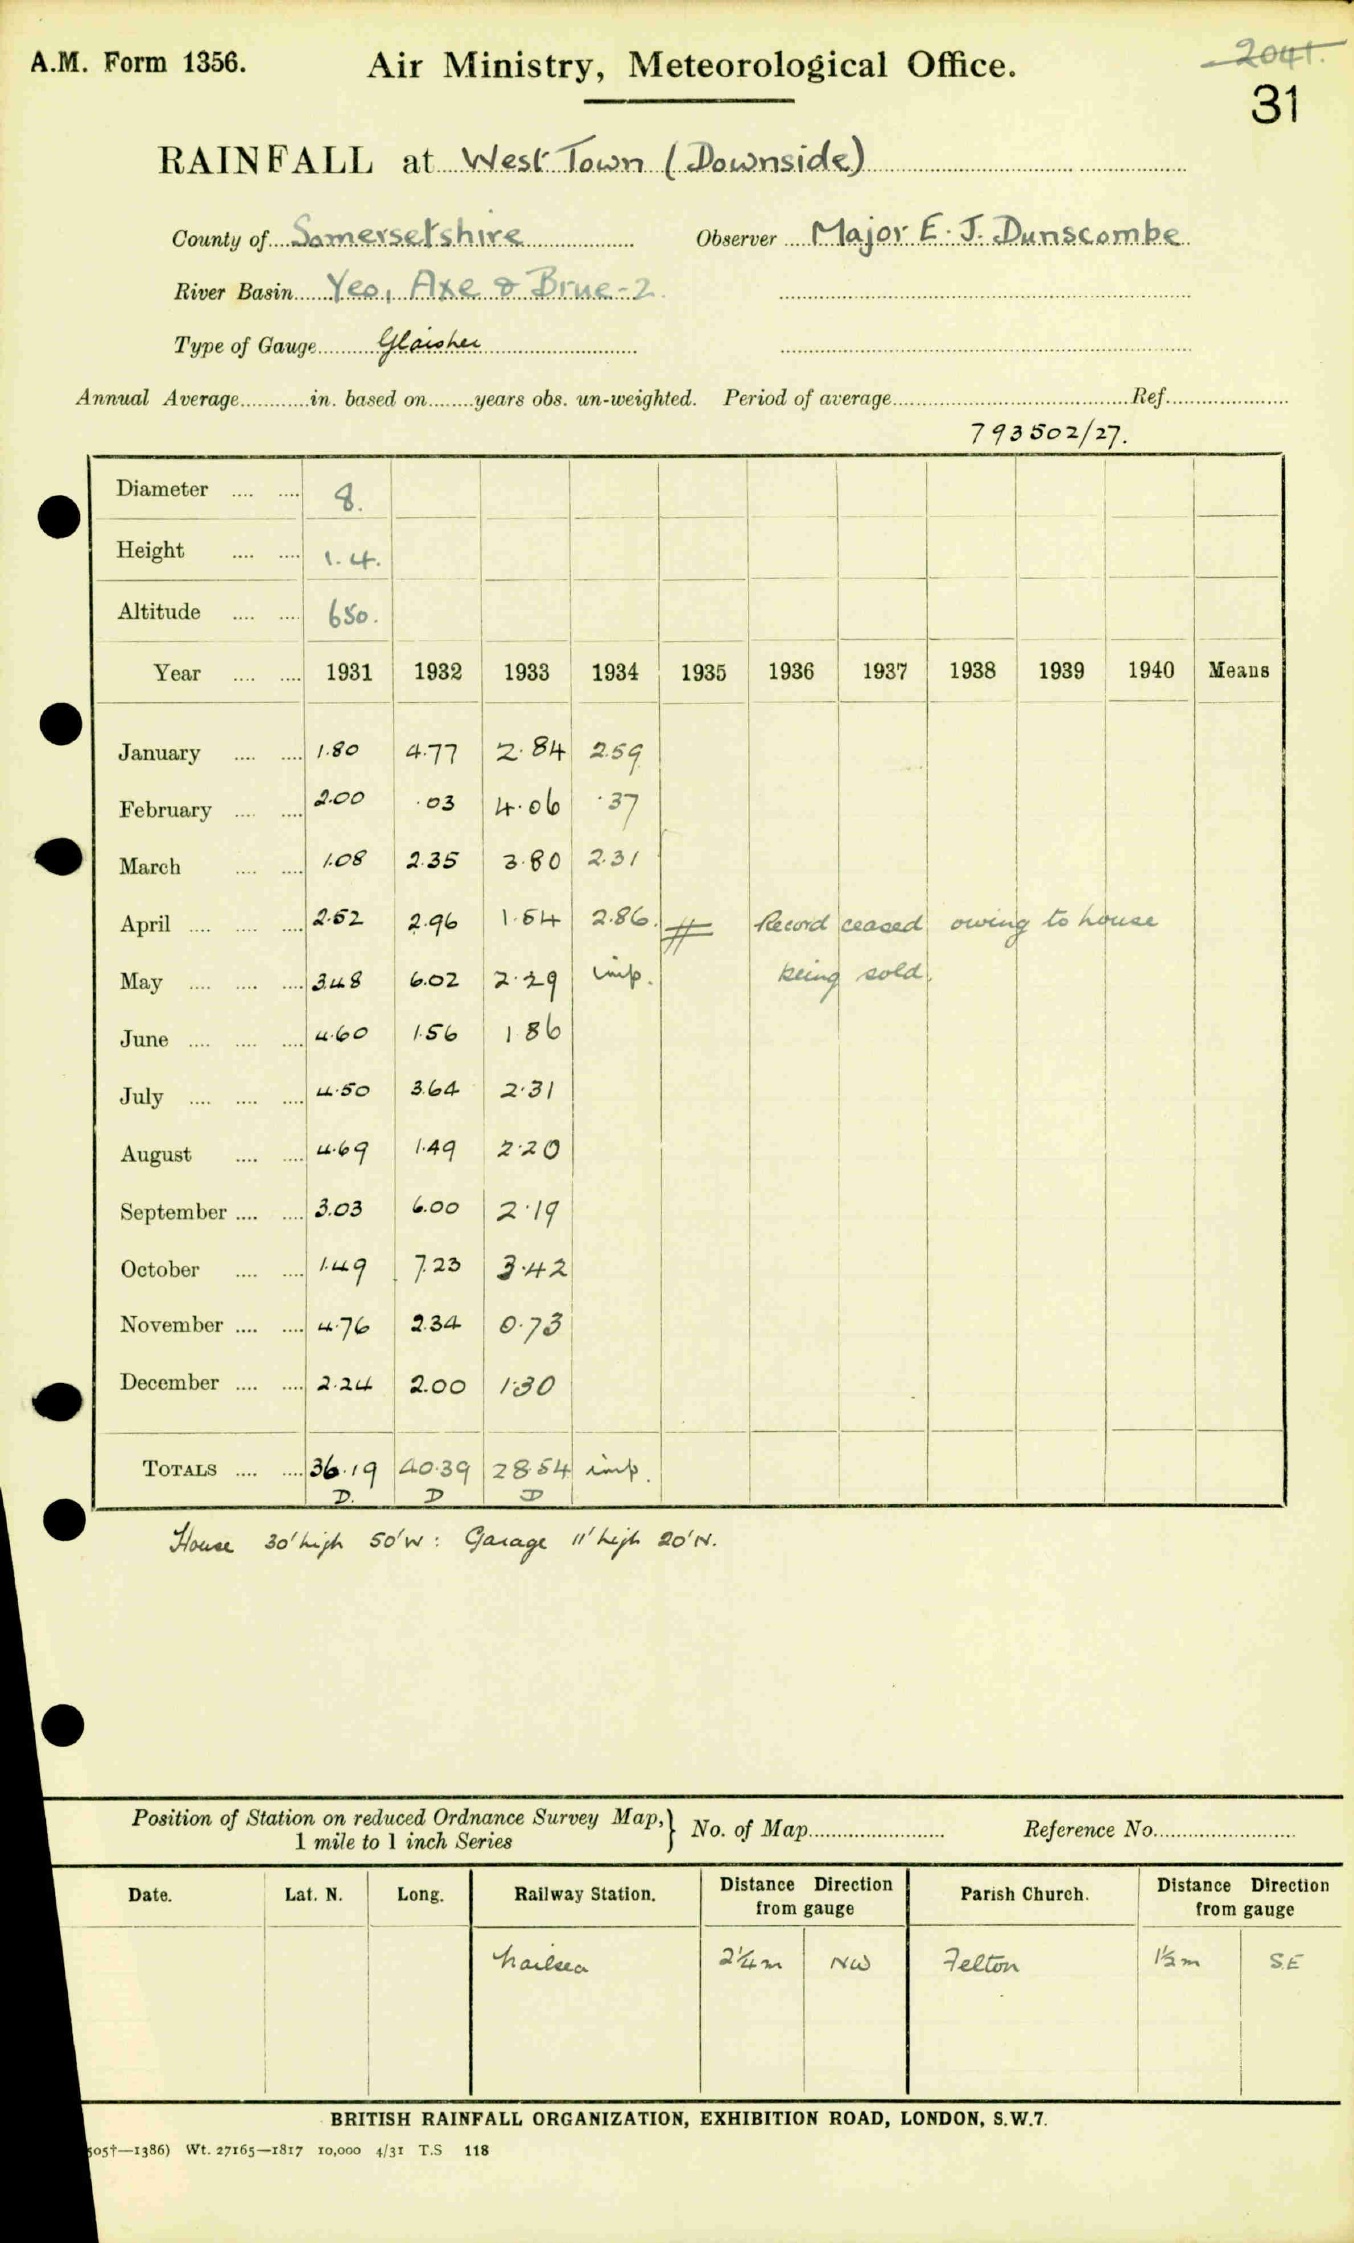 A.M. Form 1356. Air Ministry, Meteorological Office. 2041.
31
RAINFALL at West Town (Downside)
County of Somersetshire Observer Major E. J. Dunscombe
River Basin Yeo, Axe & Brue-2.
Type of Gauge Glaisher
Annual Average............in. based on........years obs. un-weighted. Period of average........................Ref.....................
793502/27.
Diameter .... .... 8.
Height .... .... 1.4.
Altitude .... .... 650.
Year .... .... 1931 1932 1933 1934 1935 1936 1937 1938 1939 1940 Means
January .... .... 1.80 4.77 2.84 2.59
February .... .... 2.00 .03 4.06 .37
March .... .... 1.08 2.35 3.80 2.31
April .... .... .... 2.52 2.96 1.54 2.86. Record ceased owing to house
May .... .... .... 3.48 6.02 2.29 imp. being sold.
June .... .... .... 4.60 1.56 1.86
July .... .... .... 4.50 3.64 2.31
August .... .... 4.69 1.49 2.20
September .... .... 3.03 6.00 2.19
October .... .... 1.49 7.23 3.42
November .... .... 4.76 2.34 0.73
December .... .... 2.24 2.00 1.30
TOTALS .... .... 36.19 40.39 28.54 imp.
D. D D
House 30' high 50'W: Garage 11' high 20'N.
Position of Station on reduced Ordnance Survey Map,} No. of Map........................ Reference No.........................
1 mile to 1 inch Series
Date. Lat. N. Long. Railway Station. Distance Direction from gauge Parish Church. Distance Direction from gauge
Nailsea 2¼m NW Felton 1½m S.E
BRITISH RAINFALL ORGANIZATION, EXHIBITION ROAD, LONDON, S.W.7.
505†—1386) Wt. 27165—1817 10,000 4/31 T.S 118